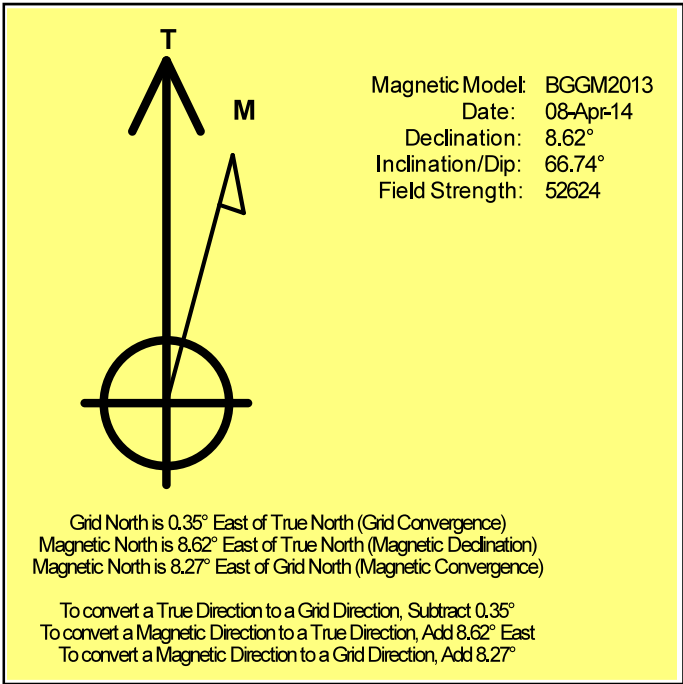 T
M
Magnetic Model: BGGM2013
Date: 08-Apr-14
Declination: 8.62°
Inclination/Dip: 66.74°
Field Strength: 52624
Grid North is 0.35° East of True North (Grid Convergence)
Magnetic North is 8.62° East of True North (Magnetic Declination)
Magnetic North is 8.27° East of Grid North (Magnetic Convergence)
To convert a True Direction to a Grid Direction, Subtract 0.35°
To convert a Magnetic Direction to a True Direction, Add 8.62° East
To convert a Magnetic Direction to a Grid Direction, Add 8.27°